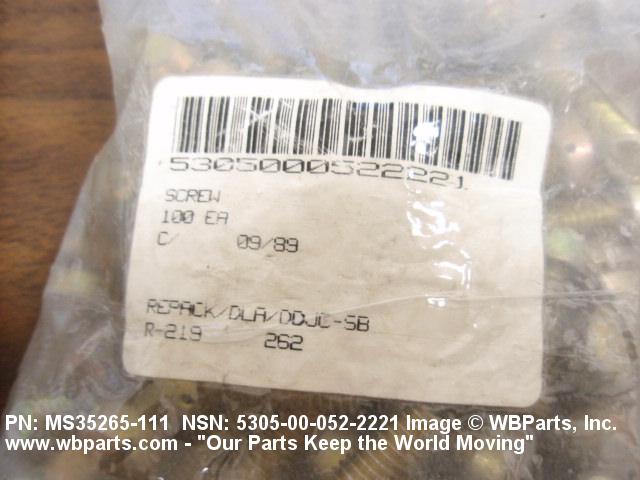 5305000522221
SCREW
100 EA
C/ 09/89
REPACK/DLA/DDJC-SB
R-219 262
PN: MS35265-111 NSN: 5305-00-052-2221 Image © WBParts, Inc.
www.wbparts.com - "Our Parts Keep the World Moving"